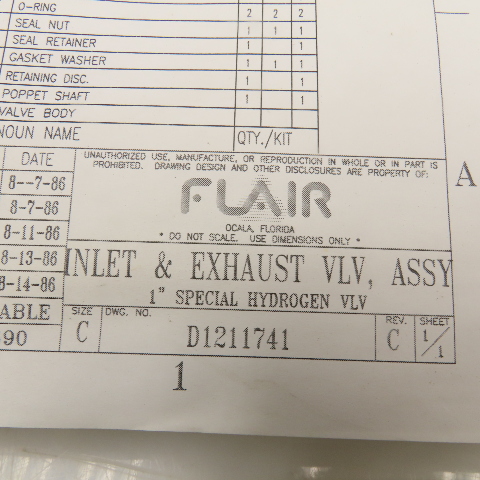 O-RING 2 2 2
SEAL NUT 1 1 1
SEAL RETAINER 1 1
GASKET WASHER 1 1 1
RETAINING DISC. 1 1
POPPET SHAFT 1 1
VALVE BODY
NOUN NAME QTY./KIT
DATE
8--7-86
8-7-86
8-11-86
8-13-86
8-14-86
ABLE
90
UNAUTHORIZED USE, MANUFACTURE, OR REPRODUCTION IN WHOLE OR IN PART IS
PROHIBITED. DRAWING DESIGN AND OTHER DISCLOSURES ARE PROPERTY OF:
FLAIR
OCALA, FLORIDA
* DO NOT SCALE. USE DIMENSIONS ONLY *
INLET & EXHAUST VLV, ASSY
1" SPECIAL HYDROGEN VLV
SIZE
C
DWG. NO.
D1211741
REV.
C
SHEET
1/1
A
1